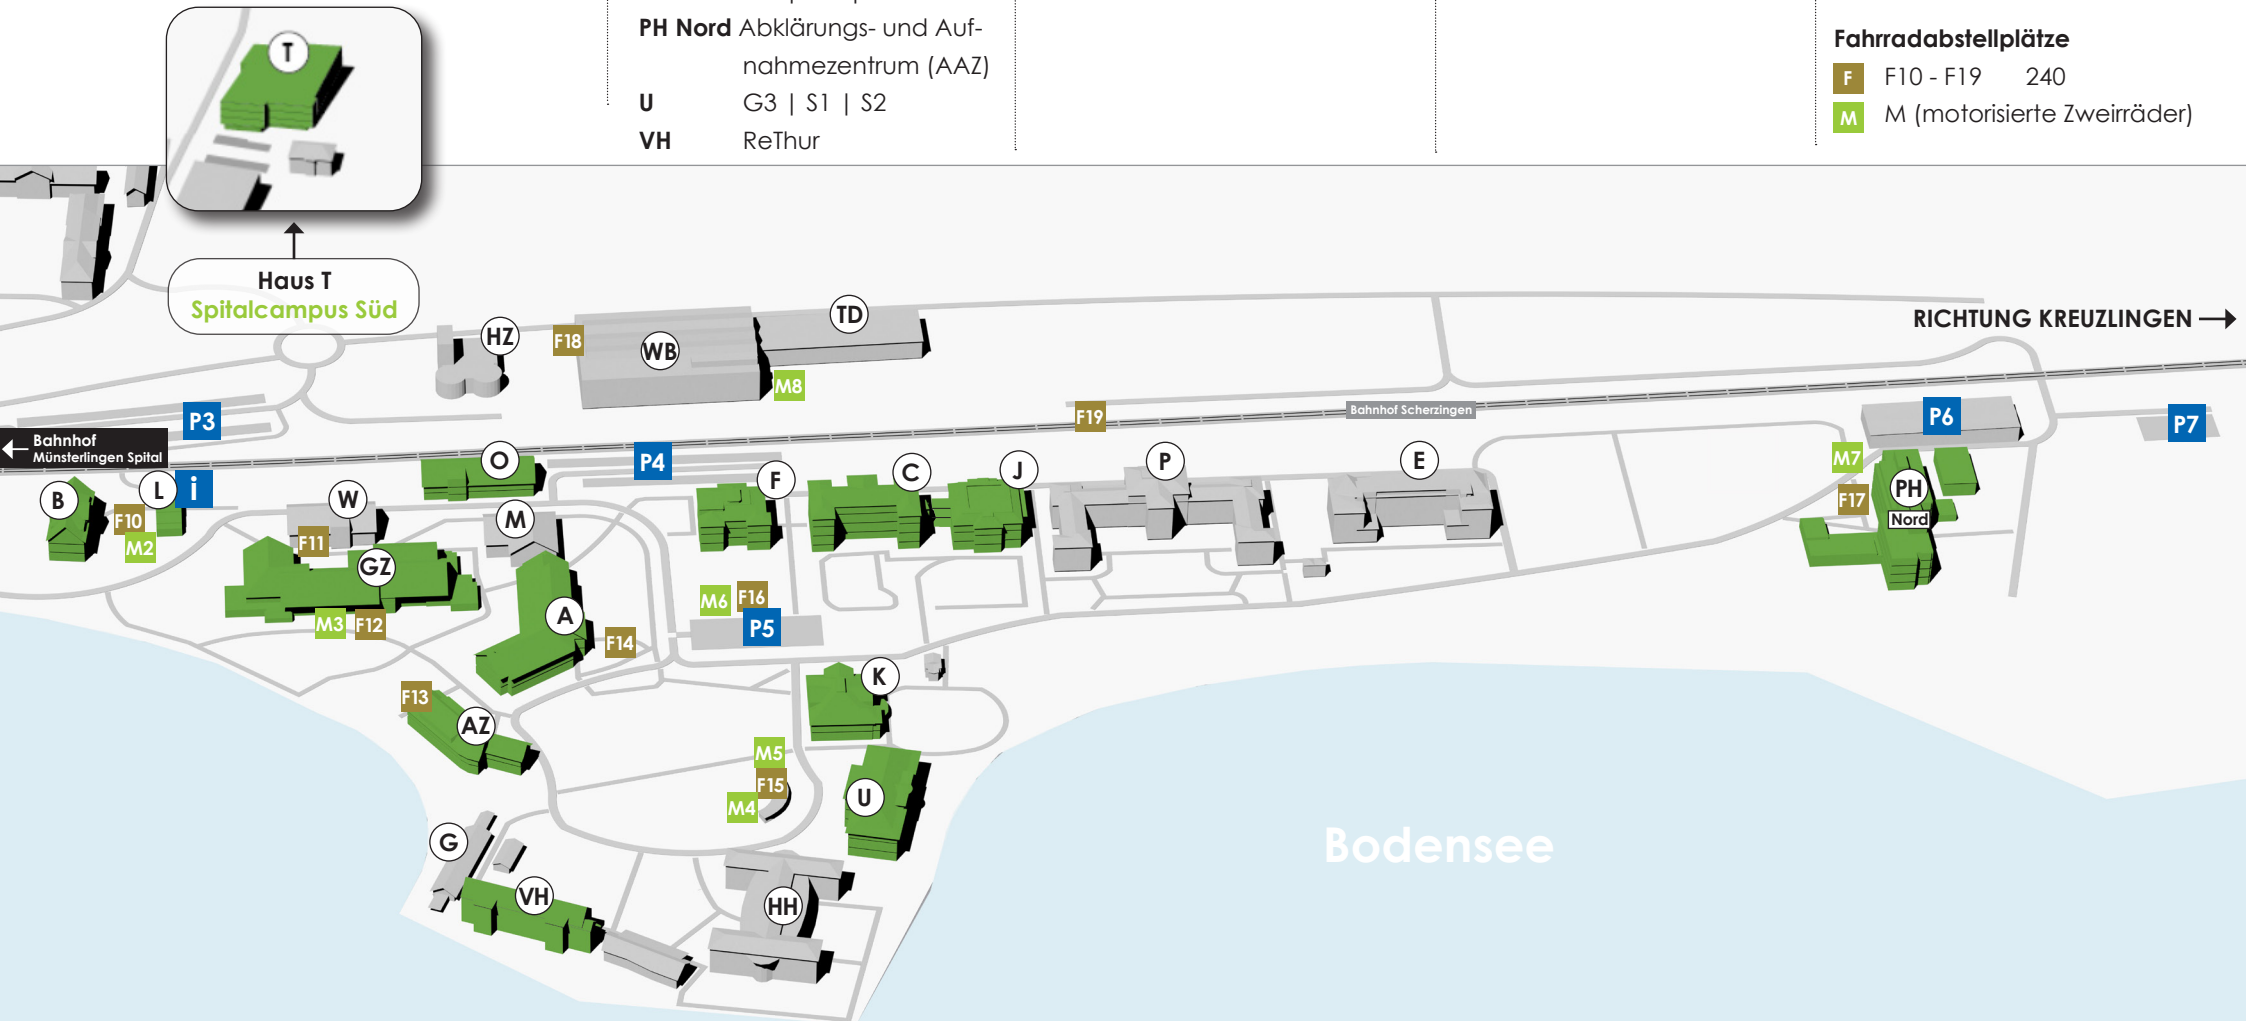 T
PH Nord Abklärungs- und Auf-
nahmezentrum (AAZ)
U G3 | S1 | S2
VH ReThur
Fahrradabstellplätze
F F10 - F19 240
M M (motorisierte Zweirräder)
Haus T
Spitalcampus Süd
RICHTUNG KREUZLINGEN
HZ
F18
WB
TD
M8
P3
F19
Bahnhof Scherzingen
P6
P7
Bahnhof
Münsterlingen Spital
O
P4
F
C
J
P
E
M7
PH
Nord
F17
B
L
i
F10
M2
W
F11
M
GZ
M3
F12
A
F14
M6
F16
P5
K
F13
AZ
M5
F15
M4
U
G
VH
HH
Bodensee